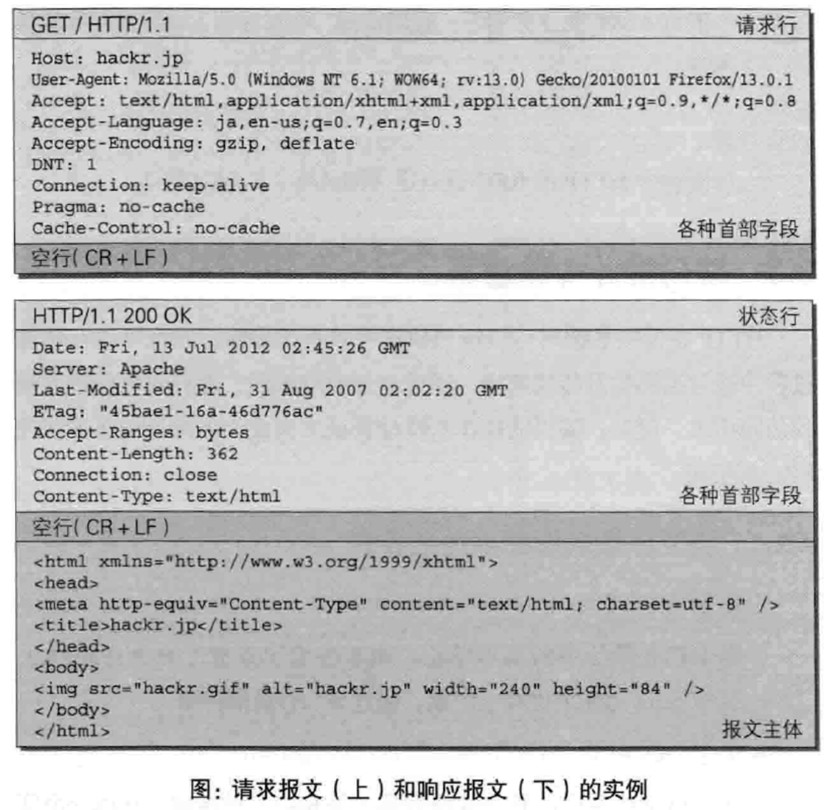 GET / HTTP/1.1 请求行
Host: hackr.jp
User-Agent: Mozilla/5.0 (Windows NT 6.1; WOW64; rv:13.0) Gecko/20100101 Firefox/13.0.1
Accept: text/html,application/xhtml+xml,application/xml;q=0.9,*/*;q=0.8
Accept-Language: ja,en-us;q=0.7,en;q=0.3
Accept-Encoding: gzip, deflate
DNT: 1
Connection: keep-alive
Pragma: no-cache
Cache-Control: no-cache 各种首部字段
空行( CR + LF )
HTTP/1.1 200 OK 状态行
Date: Fri, 13 Jul 2012 02:45:26 GMT
Server: Apache
Last-Modified: Fri, 31 Aug 2007 02:02:20 GMT
ETag: "45bae1-16a-46d776ac"
Accept-Ranges: bytes
Content-Length: 362
Connection: close
Content-Type: text/html 各种首部字段
空行( CR + LF )
<html xmlns="http://www.w3.org/1999/xhtml">
<head>
<meta http-equiv="Content-Type" content="text/html; charset=utf-8" />
<title>hackr.jp</title>
</head>
<body>
<img src="hackr.gif" alt="hackr.jp" width="240" height="84" />
</body>
</html> 报文主体
图: 请求报文（上）和响应报文（下）的实例